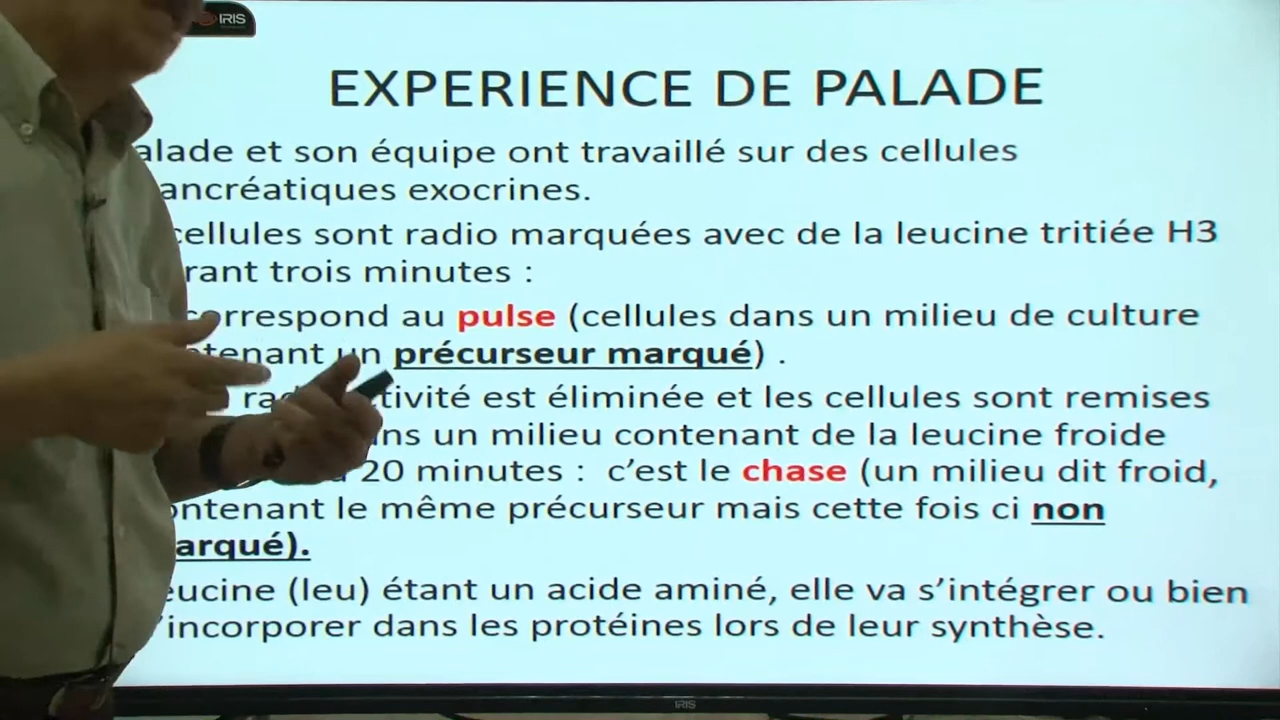 IRIS
EXPERIENCE DE PALADE
alade et son équipe ont travaillé sur des cellules
ancréatiques exocrines.
cellules sont radio marquées avec de la leucine tritiée H3
rant trois minutes :
correspond au pulse (cellules dans un milieu de culture
tenant un précurseur marqué) .
ra tivité est éliminée et les cellules sont remises
ns un milieu contenant de la leucine froide
20 minutes : c’est le chase (un milieu dit froid,
ontenant le même précurseur mais cette fois ci non
arqué).
eucine (leu) étant un acide aminé, elle va s’intégrer ou bien
’incorporer dans les protéines lors de leur synthèse.
IRIS